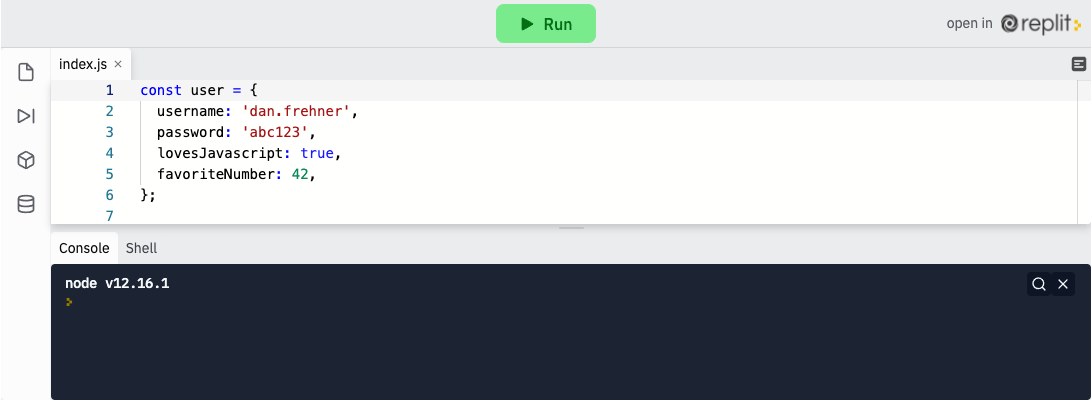 Run
open in replit
index.js ×
1 const user = {
2   username: 'dan.frehner',
3   password: 'abc123',
4   lovesJavascript: true,
5   favoriteNumber: 42,
6 };
7
Console Shell
node v12.16.1